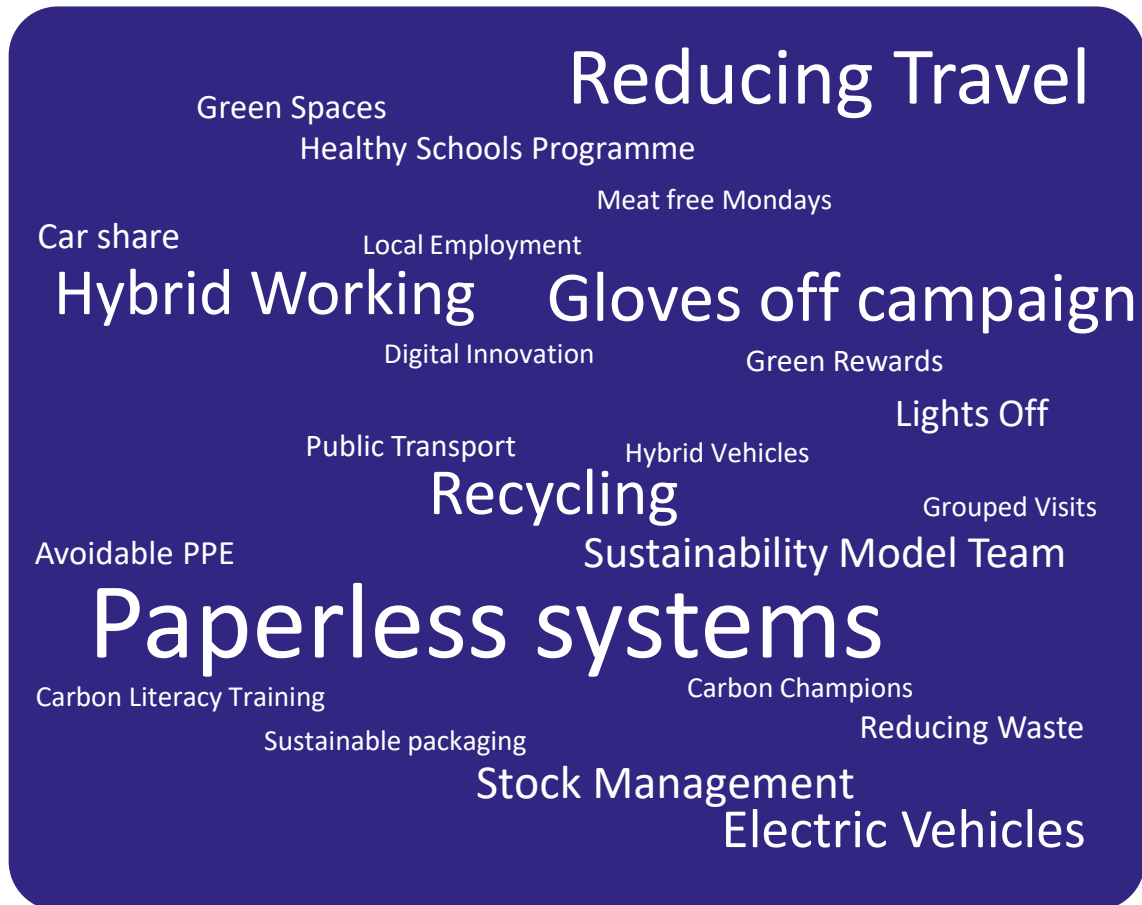 Reducing Travel
Green Spaces
Healthy Schools Programme
Meat free Mondays
Car share
Local Employment
Hybrid Working
Gloves off campaign
Digital Innovation
Green Rewards
Lights Off
Public Transport
Hybrid Vehicles
Recycling
Grouped Visits
Avoidable PPE
Sustainability Model Team
Paperless systems
Carbon Literacy Training
Carbon Champions
Reducing Waste
Sustainable packaging
Stock Management
Electric Vehicles